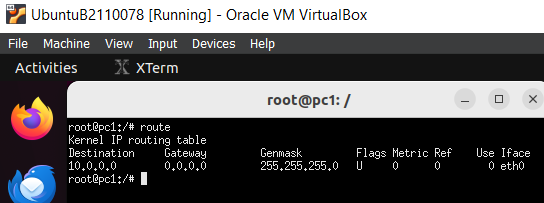 UbuntuB2110078 [Running] - Oracle VM VirtualBox
File Machine View Input Devices Help
Activities XTerm
root@pc1: /
root@pc1:/# route
Kernel IP routing table
Destination Gateway Genmask Flags Metric Ref Use Iface
10.0.0.0 0.0.0.0 255.255.255.0 U 0 0 0 eth0
root@pc1:/#